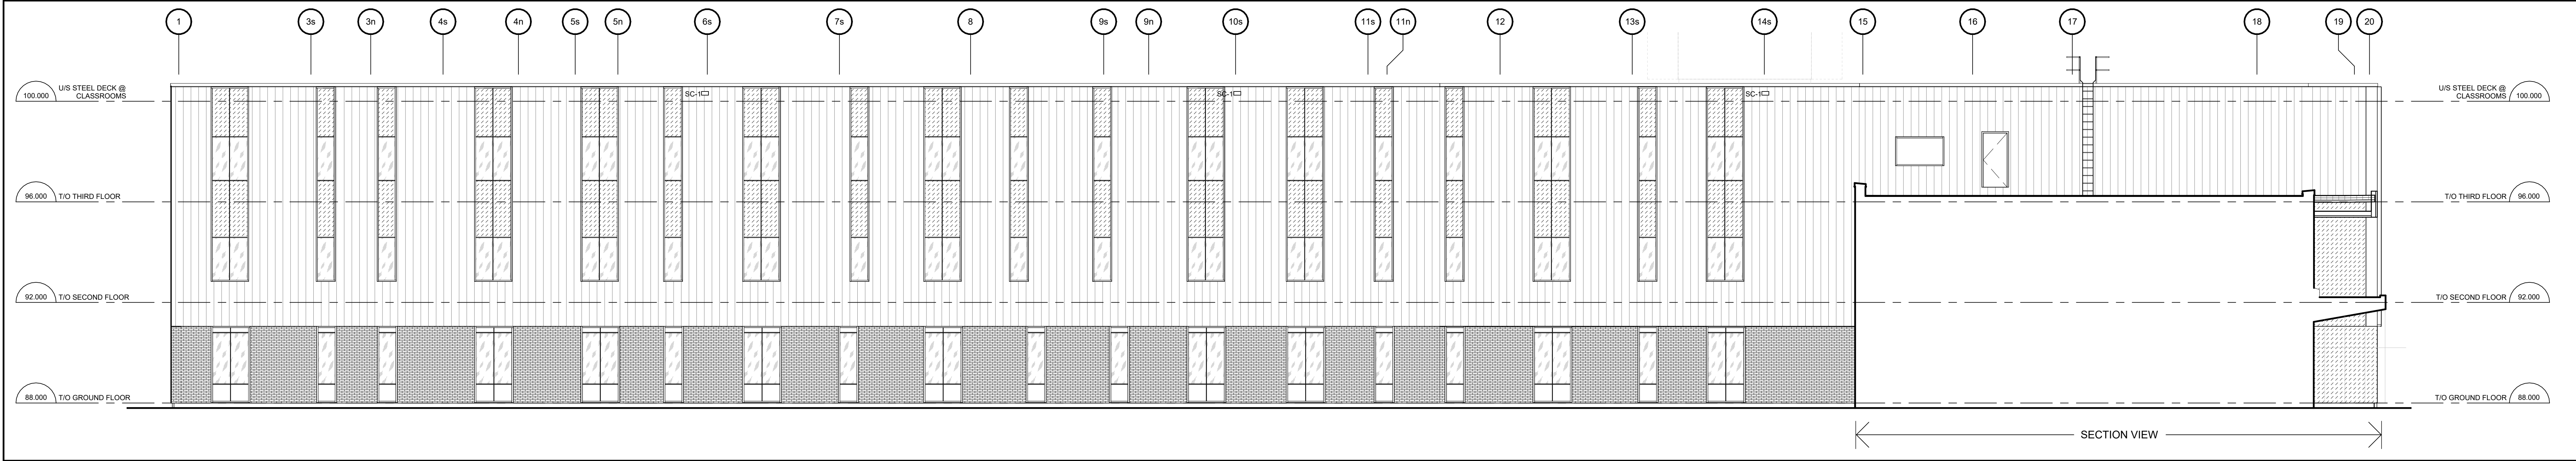 1 3s 3n 4s 4n 5s 5n 6s 7s 8 9s 9n 10s 11s 11n 12 13s 14s 15 16 17 18 19 20
100.000 U/S STEEL DECK @
CLASSROOMS
SC-1 SC-1 SC-1
U/S STEEL DECK @
CLASSROOMS 100.000
96.000 T/O THIRD FLOOR
T/O THIRD FLOOR 96.000
92.000 T/O SECOND FLOOR
T/O SECOND FLOOR 92.000
88.000 T/O GROUND FLOOR
T/O GROUND FLOOR 88.000
SECTION VIEW